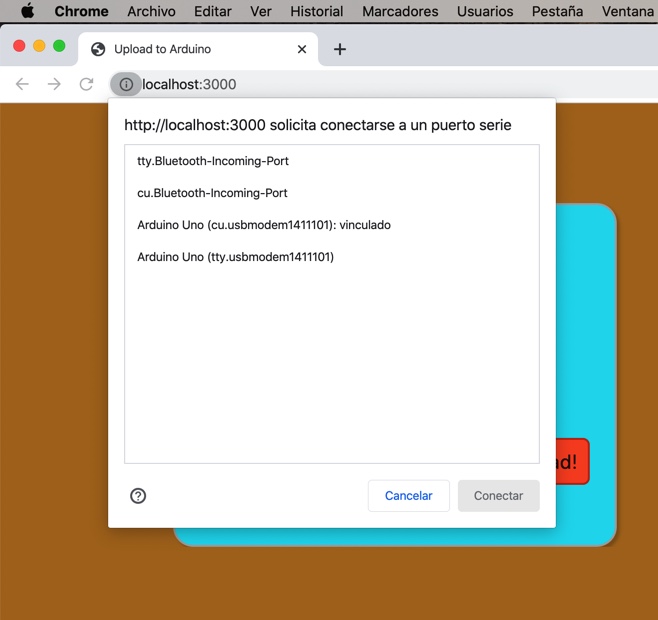 Chrome Archivo Editar Ver Historial Marcadores Usuarios Pestaña Ventana
Upload to Arduino
localhost:3000
http://localhost:3000 solicita conectarse a un puerto serie
tty.Bluetooth-Incoming-Port
cu.Bluetooth-Incoming-Port
Arduino Uno (cu.usbmodem1411101): vinculado
Arduino Uno (tty.usbmodem1411101)
Cancelar Conectar